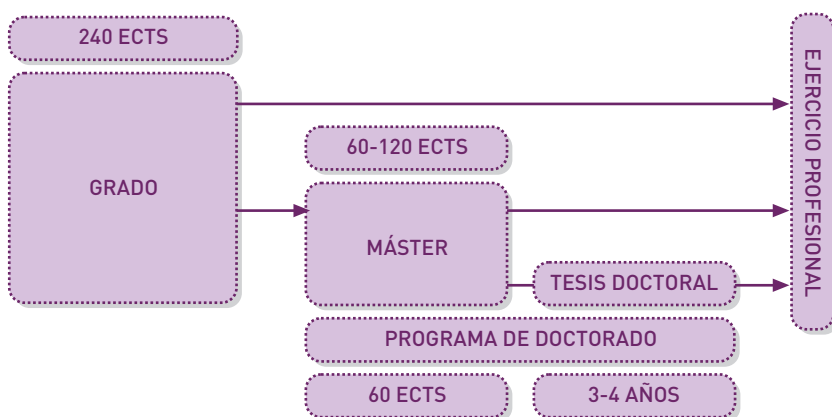 240 ECTS
GRADO
60-120 ECTS
MÁSTER
TESIS DOCTORAL
PROGRAMA DE DOCTORADO
60 ECTS
3-4 AÑOS
EJERCICIO PROFESIONAL